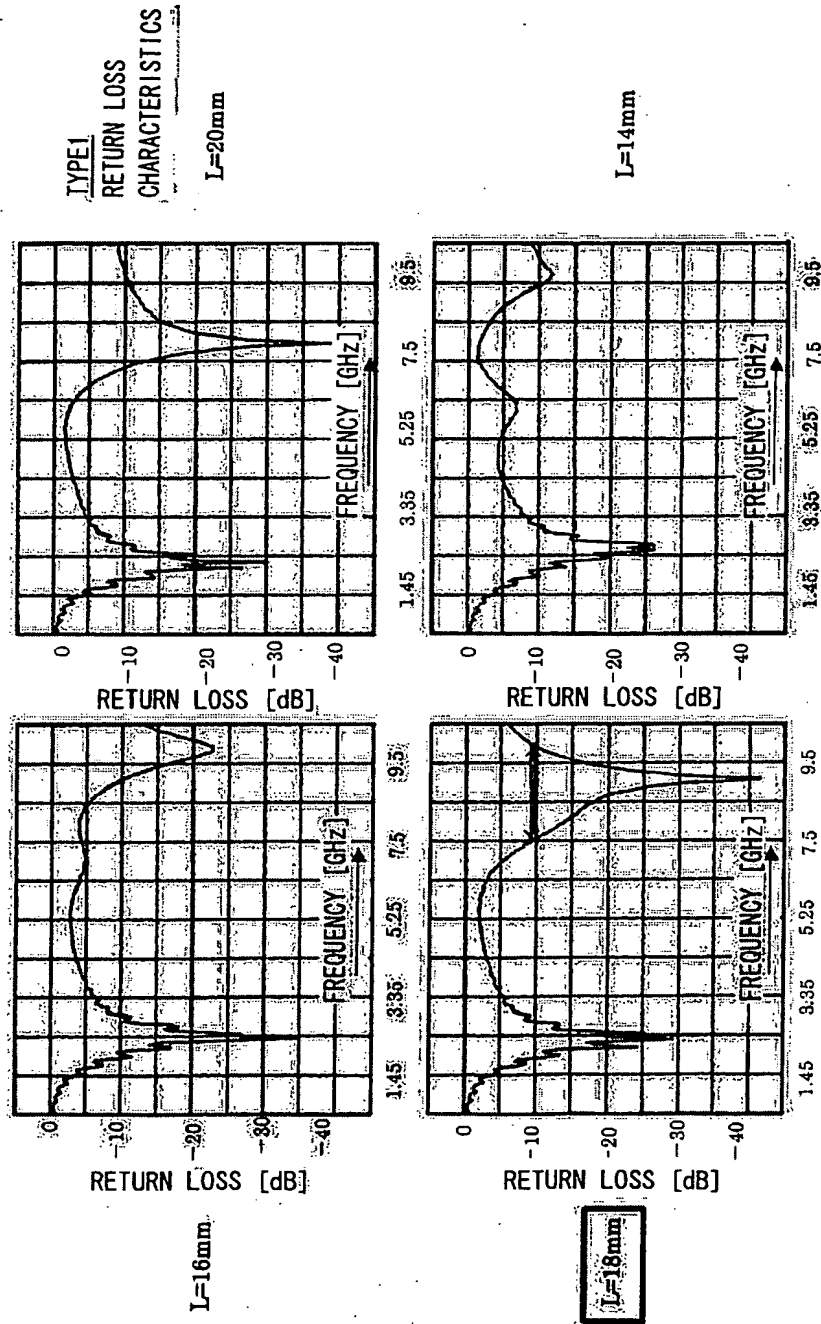 TYPE1
RETURN LOSS
CHARACTERISTICS
L=16mm
RETURN LOSS [dB]
0
-10
-20
-30
-40
FREQUENCY [GHz]
1.45
3.35
5.25
7.5
9.5
L=20mm
RETURN LOSS [dB]
0
-10
-20
-30
-40
FREQUENCY [GHz]
1.45
3.35
5.25
7.5
9.5
L=18mm
RETURN LOSS [dB]
0
-10
-20
-30
-40
FREQUENCY [GHz]
1.45
3.35
5.25
7.5
9.5
L=14mm
RETURN LOSS [dB]
0
-10
-20
-30
-40
FREQUENCY [GHz]
1.45
3.35
5.25
7.5
9.5